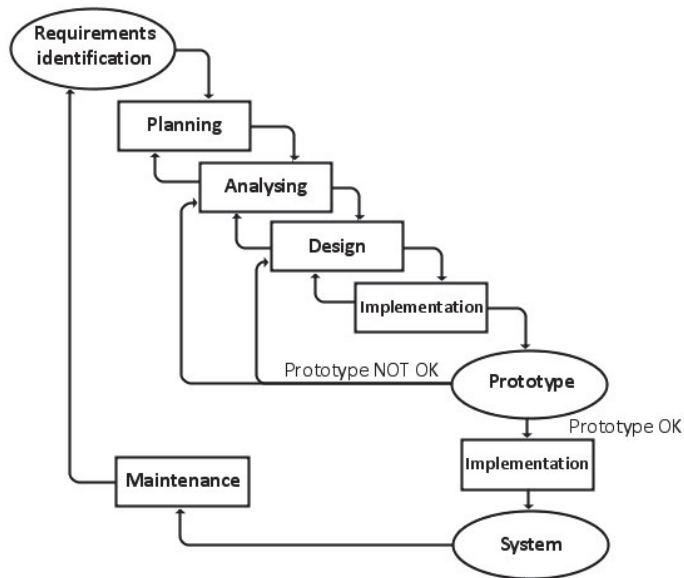 Requirements
identification
Planning
Analysing
Design
Implementation
Prototype NOT OK
Prototype
Prototype OK
Implementation
Maintenance
System